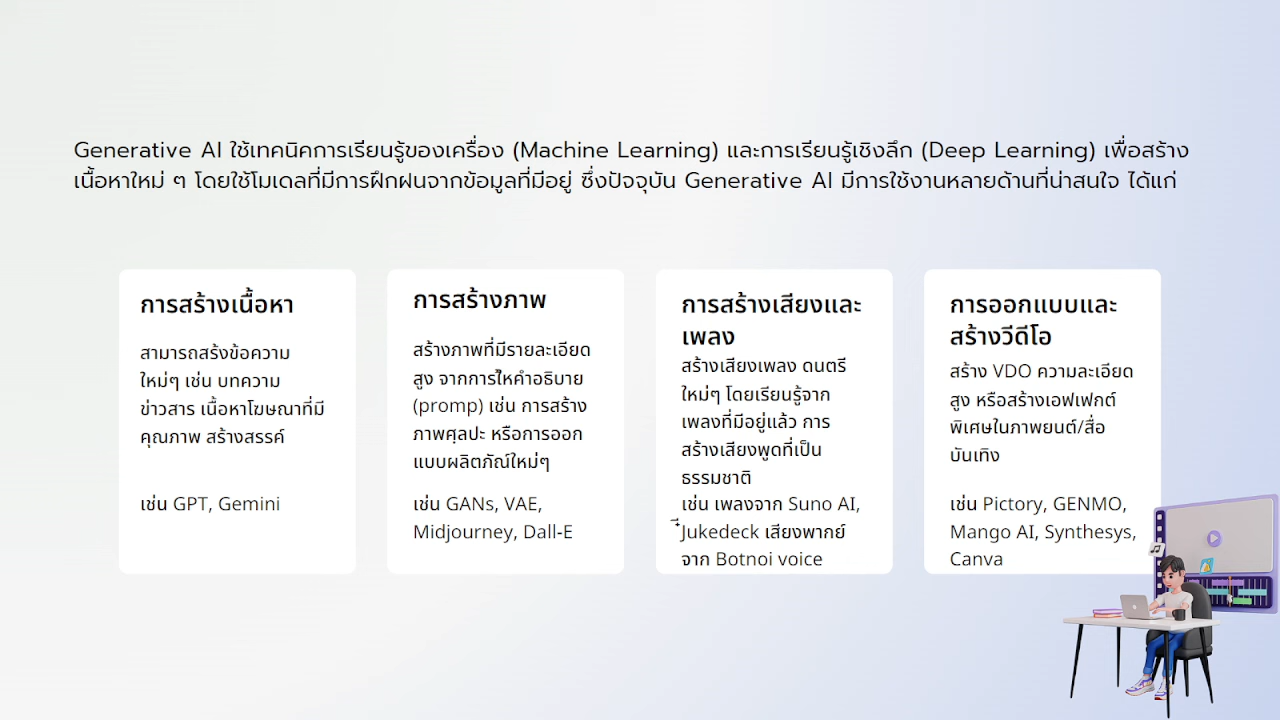 Generative AI ใช้เทคนิคการเรียนรู้ของเครื่อง (Machine Learning) และการเรียนรู้เชิงลึก (Deep Learning) เพื่อสร้าง
เนื้อหาใหม่ ๆ โดยใช้โมเดลที่มีการฝึกฝนจากข้อมูลที่มีอยู่ ซึ่งปัจจุบัน Generative AI มีการใช้งานหลายด้านที่น่าสนใจ ได้แก่
การสร้างเนื้อหา
สามารถสร้งข้อความ
ใหม่ๆ เช่น บทความ
ข่าวสาร เนื้อหาโฆษณาที่มี
คุณภาพ สร้างสรรค์
เช่น GPT, Gemini
การสร้างภาพ
สร้างภาพที่มีรายละเอียด
สูง จากการให้คำอธิบาย
(promp) เช่น การสร้าง
ภาพศุลปะ หรือการออก
แบบผลิตภัณ์ใหม่ๆ
เช่น GANs, VAE,
Midjourney, Dall-E
การสร้างเสียงและ
เพลง
สร้างเสียงเพลง ดนตรี
ใหม่ๆ โดยเรียนรู้จาก
เพลงที่มีอยู่แล้ว การ
สร้างเสียงพูดที่เป็น
ธรรมชาติ
เช่น เพลงจาก Suno AI,
Jukedeck เสียงพากย์
จาก Botnoi voice
การออกแบบและ
สร้างวีดีโอ
สร้าง VDO ความละเอียด
สูง หรือสร้างเอฟเฟกต์
พิเศษในภาพยนต์/สื่อ
บันเทิง
เช่น Pictory, GENMO,
Mango AI, Synthesys,
Canva